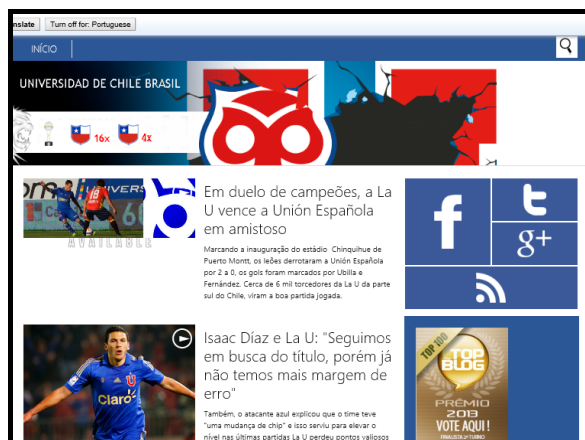 nslate Turn off for: Portuguese
INÍCIO
UNIVERSIDAD DE CHILE BRASIL
16x 4x
Em duelo de campeões, a La
U vence a Unión Española
em amistoso
Marcando a inauguração do estádio Chinquihue de
Puerto Montt, os leões derrotaram a Unión Española
por 2 a 0, os gols foram marcados por Ubilla e
Fernández. Cerca de 6 mil torcedores da La U da parte
sul do Chile, viram a boa partida jogada.
AVAILABLE
f
t
g+
Isaac Díaz e La U: "Seguimos
em busca do título, porém já
não temos mais margem de
erro"
Também, o atacante azul explicou que o time teve
"uma mudança de chip" e isso serviu para elevar o
nível nas últimas partidas La U perdeu pontos valiosos
Claro
TOP 100
TOP
BLOG
PRÊMIO
2013
VOTE AQUI !
FINALISTA 2º TURNO